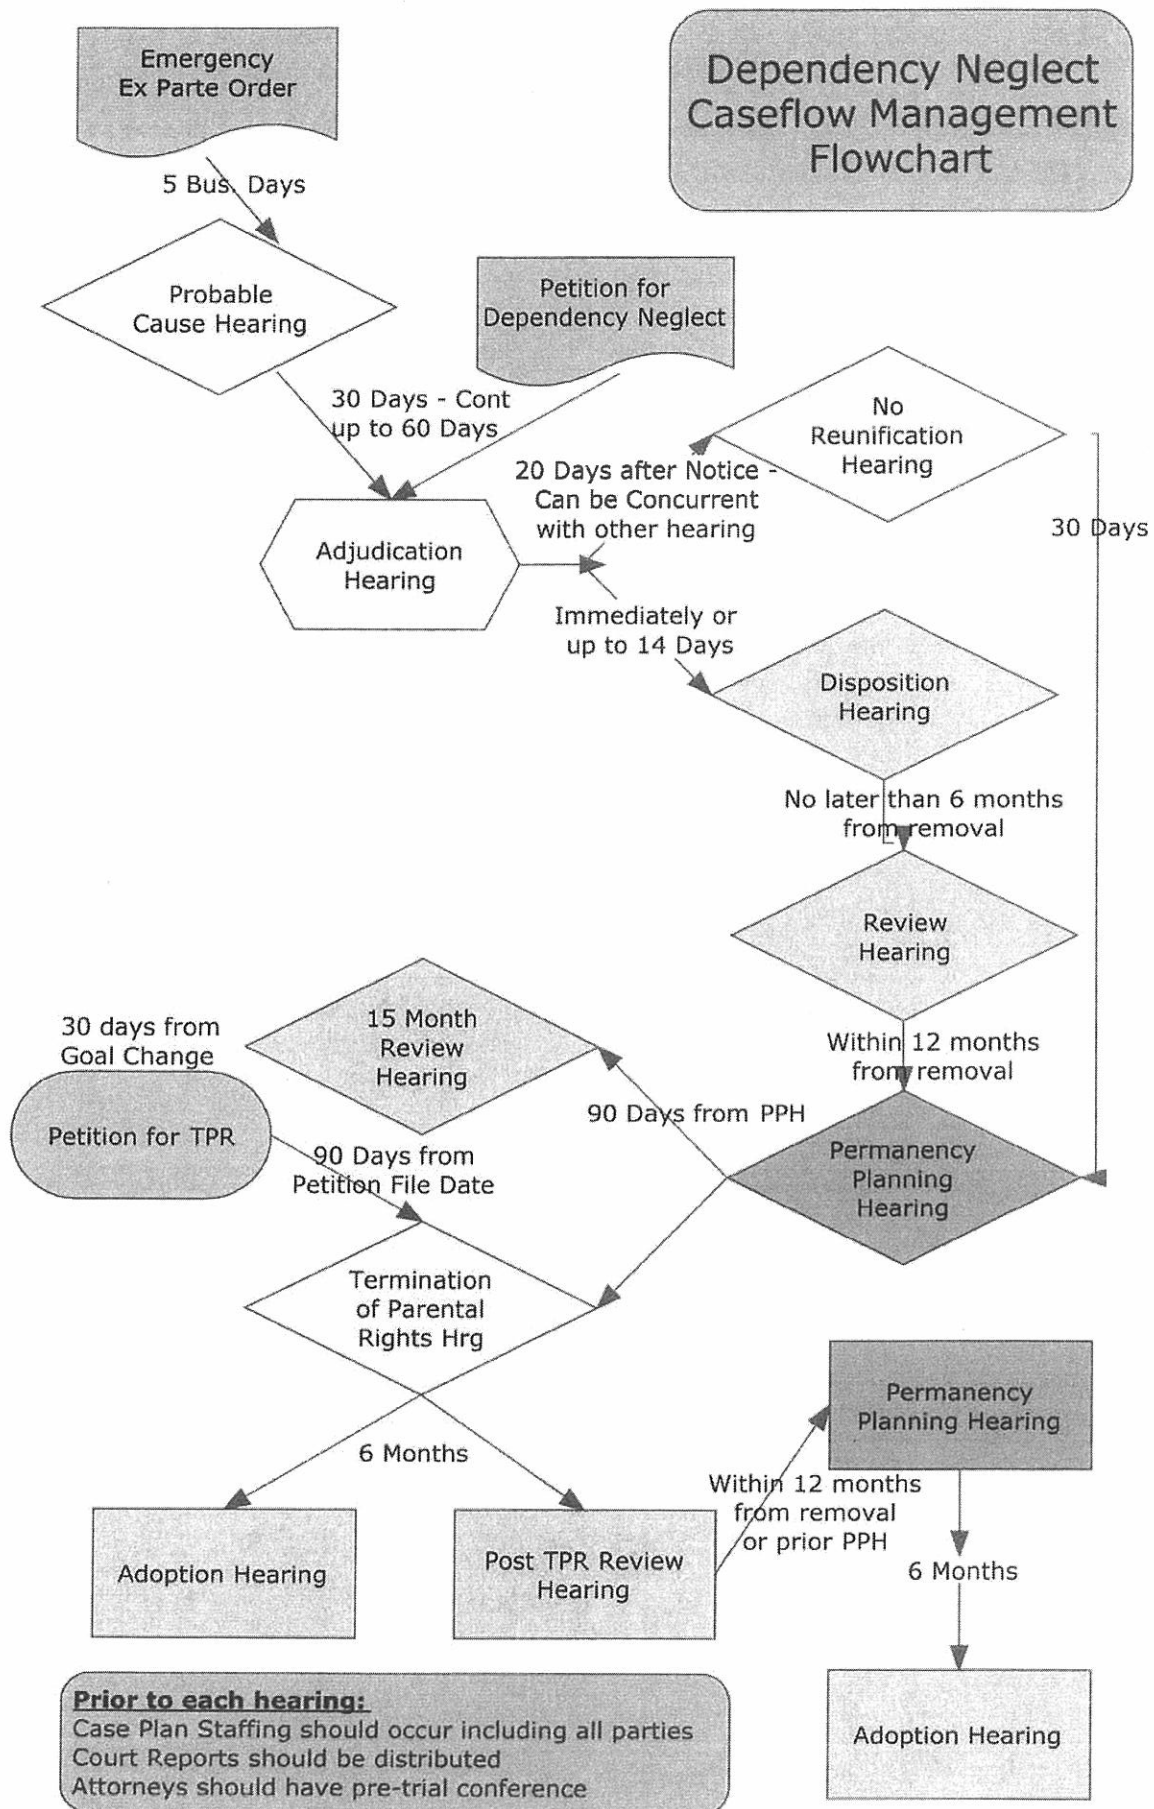 Emergency
Ex Parte Order
Dependency Neglect
Caseflow Management
Flowchart
5 Bus. Days
Probable
Cause Hearing
Petition for
Dependency Neglect
30 Days - Cont
up to 60 Days
No
Reunification
Hearing
20 Days after Notice -
Can be Concurrent
with other hearing
30 Days
Adjudication
Hearing
Immediately or
up to 14 Days
Disposition
Hearing
No later than 6 months
from removal
Review
Hearing
15 Month
Review
Hearing
30 days from
Goal Change
Within 12 months
from removal
Petition for TPR
90 Days from PPH
90 Days from
Petition File Date
Permanency
Planning
Hearing
Termination
of Parental
Rights Hrg
Permanency
Planning Hearing
6 Months
Within 12 months
from removal
or prior PPH
Adoption Hearing
Post TPR Review
Hearing
6 Months
Adoption Hearing
Prior to each hearing:
Case Plan Staffing should occur including all parties
Court Reports should be distributed
Attorneys should have pre-trial conference